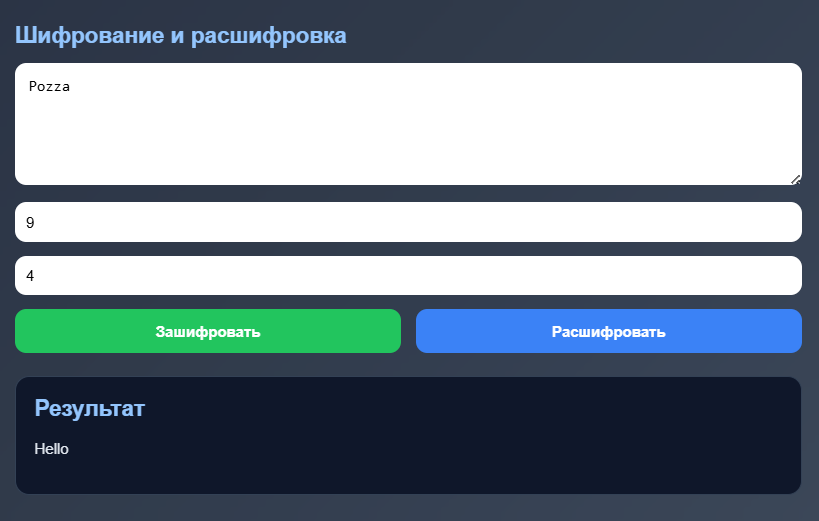 Шифрование и расшифровка
Pozza
9
4
Зашифровать
Расшифровать
Результат
Hello